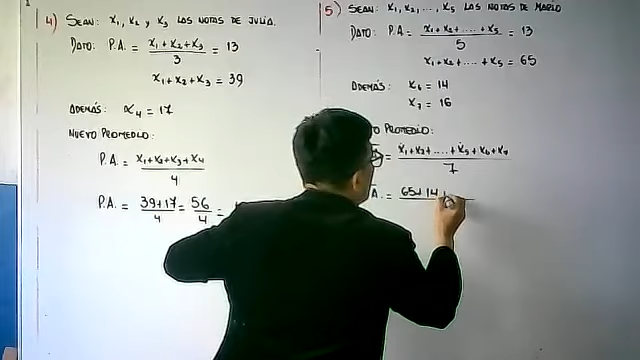 4) SEAN: x₁, x₂ y x₃ LAS NOTAS DE JULIA.
DATO: P.A. = x₁+x₂+x₃ / 3 = 13
x₁+x₂+x₃ = 39
ADEMÁS: x₄ = 17
NUEVO PROMEDIO:
P.A. = x₁+x₂+x₃+x₄ / 4
P.A. = 39+17 / 4 = 56 / 4 =
5) SEAN: x₁, x₂, ..., x₅ LAS NOTAS DE MARIO
DATO: P.A. = x₁+x₂+....+x₅ / 5 = 13
x₁+x₂+....+x₅ = 65
ADEMÁS: x₆ = 14
x₇ = 16
PROMEDIO:
= x₁+x₂+....+x₅+x₆+x₇ / 7
A. = 65+14+